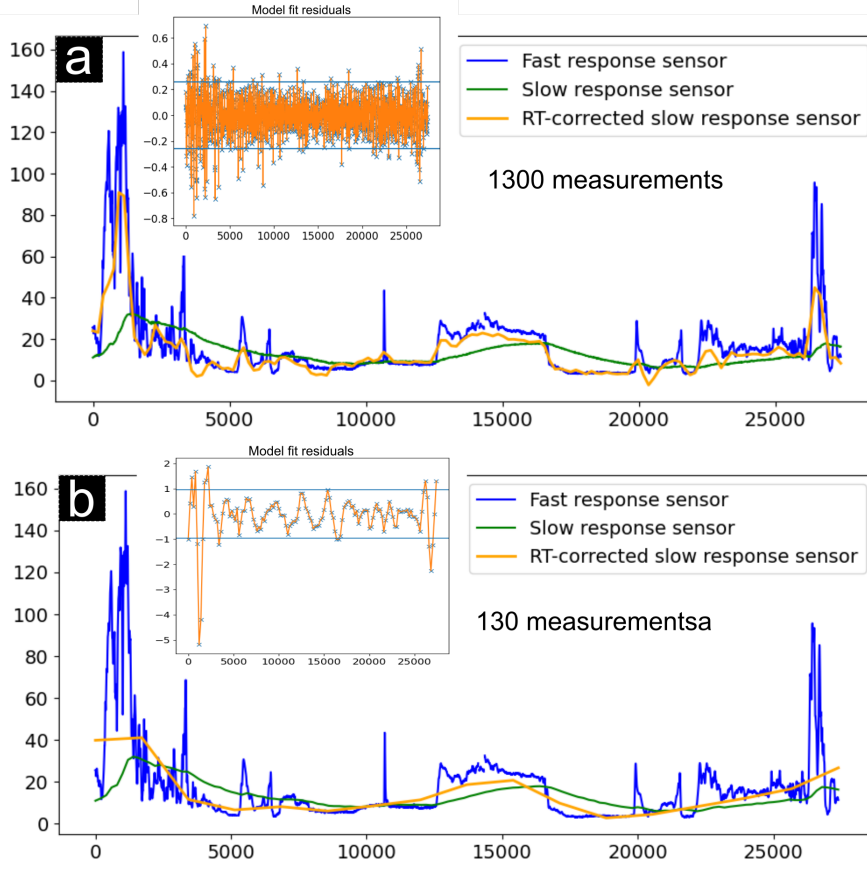 Model fit residuals
a
0.6
0.4
0.2
0.0
−0.2
−0.4
−0.6
−0.8
0 5000 10000 15000 20000 25000
160
140
120
100
80
60
40
20
0
Fast response sensor
Slow response sensor
RT-corrected slow response sensor
1300 measurements
0 5000 10000 15000 20000 25000
Model fit residuals
b
2
1
0
−1
−2
−3
−4
−5
0 5000 10000 15000 20000 25000
160
140
120
100
80
60
40
20
0
Fast response sensor
Slow response sensor
RT-corrected slow response sensor
130 measurementsa
0 5000 10000 15000 20000 25000